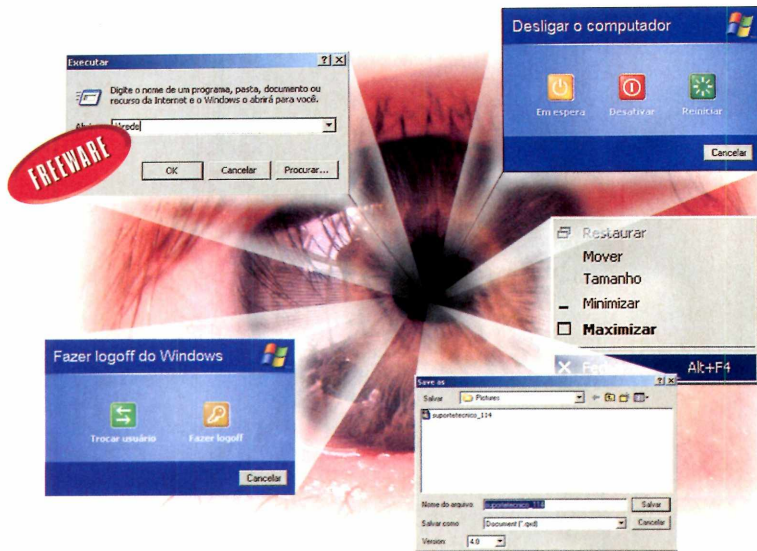 Executar
Digite o nome de um programa, pasta, documento ou
recurso da Internet e o Windows o abrirá para você.
FREEWARE
OK Cancelar Procurar...
Desligar o computador
Em espera Desativar Reiniciar
Cancelar
Restaurar
Mover
Tamanho
Minimizar
Maximizar
Alt+F4
Fazer logoff do Windows
Trocar usuário Fazer logoff
Cancelar
Save as
Salvar Pictures
suportetecnico_114
Nome do arquivo suportetecnico_114 Salvar
Salvar como Document (*.qxd) Cancelar
Version: 4.0